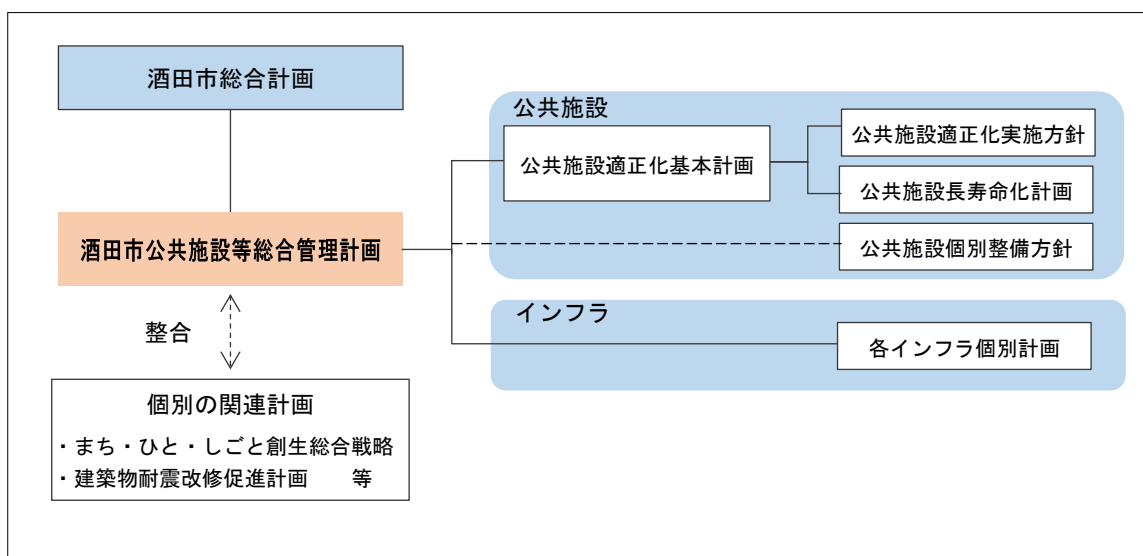 酒田市総合計画
酒田市公共施設等総合管理計画
整合
個別の関連計画
・まち・ひと・しごと創生総合戦略
・建築物耐震改修促進計画　　等
公共施設
公共施設適正化基本計画
公共施設適正化実施方針
公共施設長寿命化計画
公共施設個別整備方針
インフラ
各インフラ個別計画